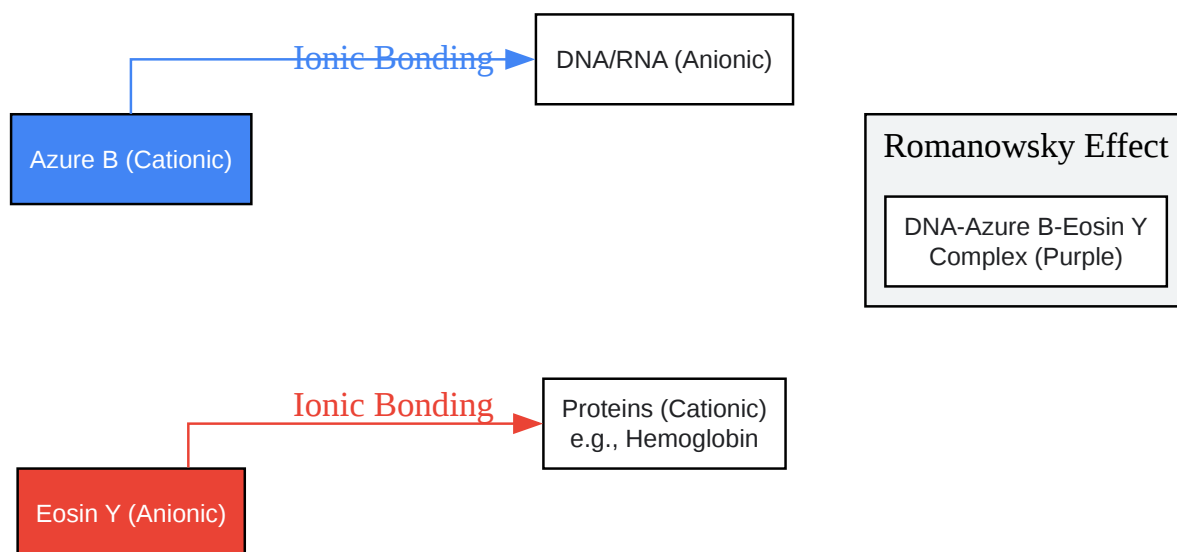 Ionic Bonding
DNA/RNA (Anionic)
Azure B (Cationic)
Romanowsky Effect
DNA-Azure B-Eosin Y
Complex (Purple)
Ionic Bonding
Proteins (Cationic)
e.g., Hemoglobin
Eosin Y (Anionic)